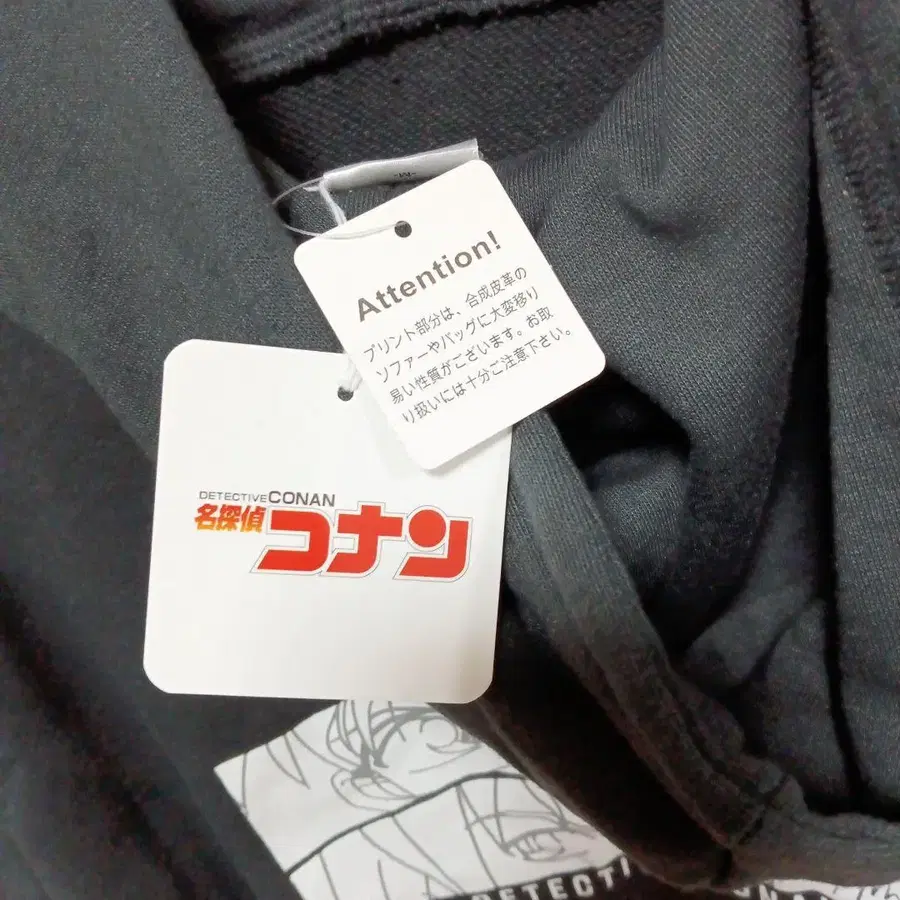 Attention!
プリント部分は、合成皮革の
ソファーやバッグに大変移り
易い性質がございます。お取
り扱いには十分ご注意下さい。
DETECTIVE CONAN
名探偵
コナン
DETECTI
ONAN